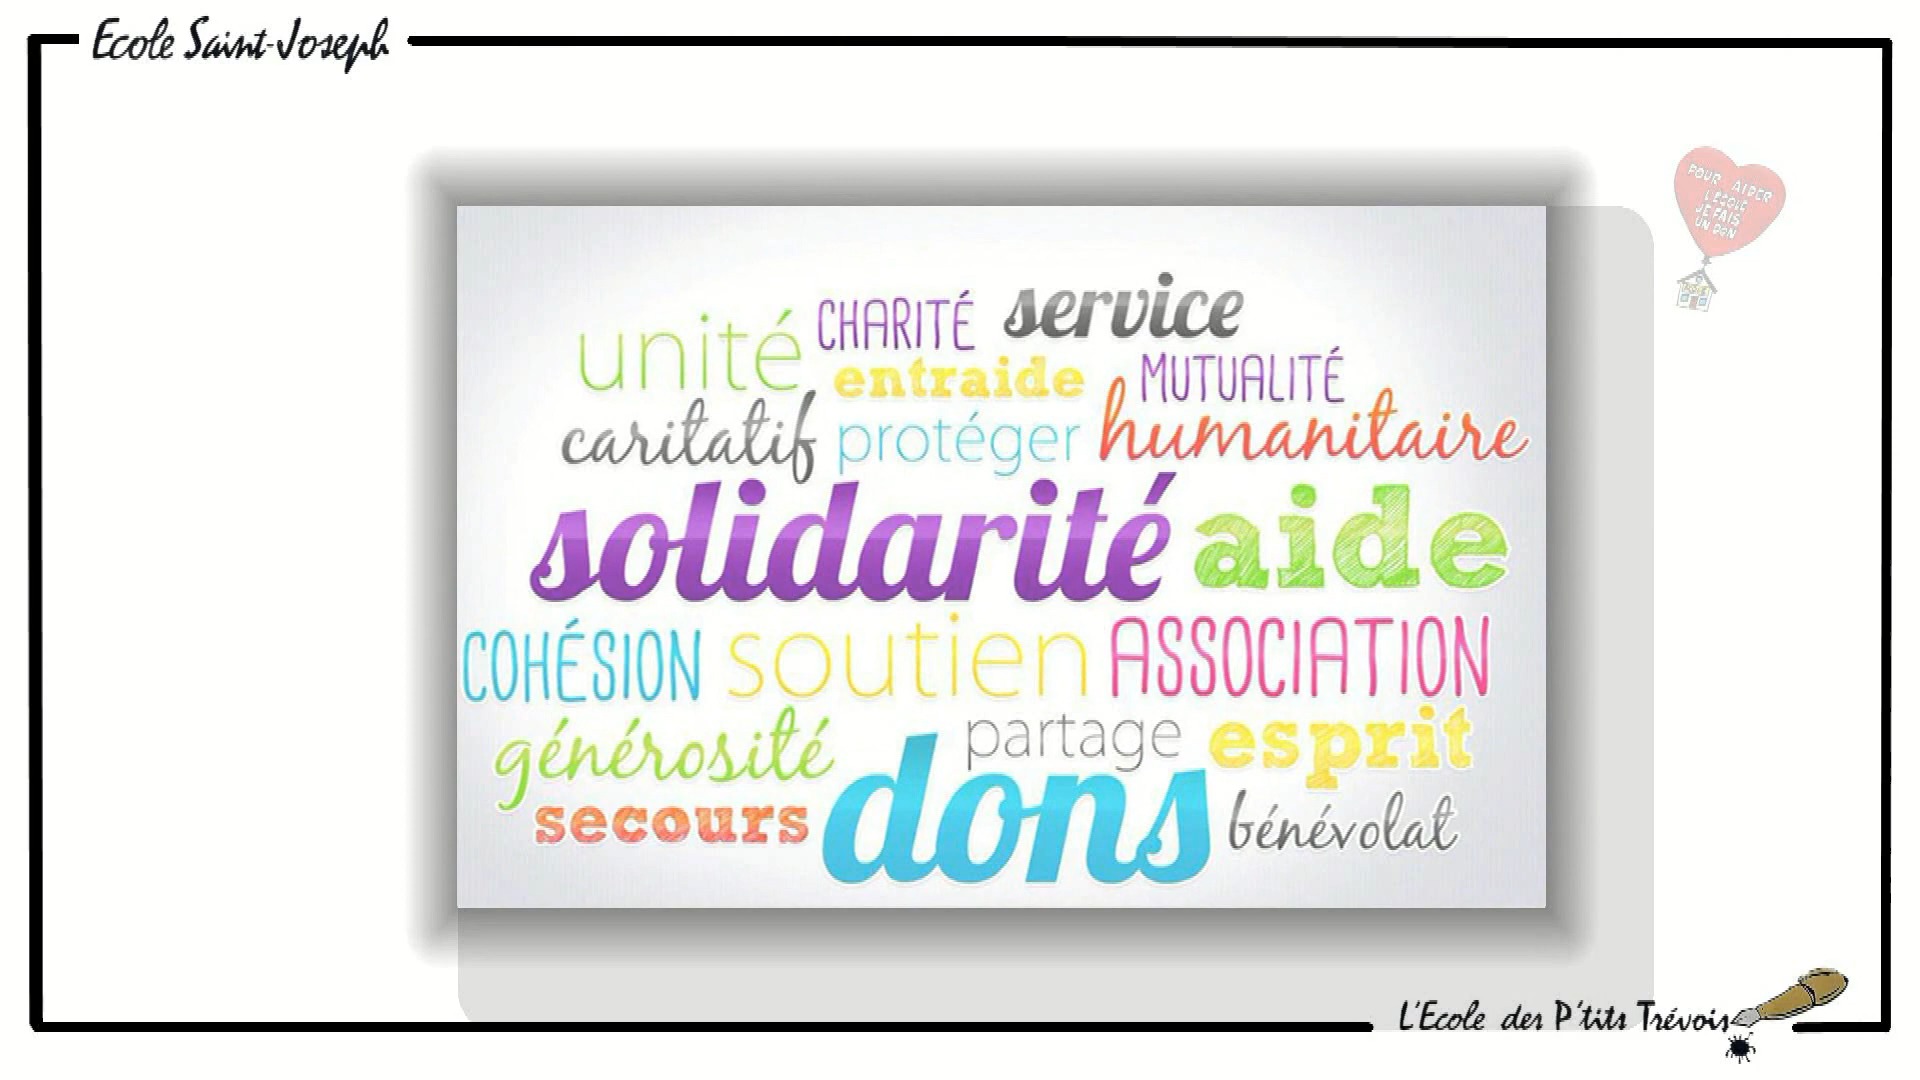 Ecole Saint-Joseph
POUR AIDER
L'ÉCOLE
JE FAIS
UN DON
unité CHARITÉ service
entraide MUTUALITÉ
caritatif protéger humanitaire
solidarité aide
COHÉSION soutien ASSOCIATION
générosité partage esprit
secours dons bénévolat
L'Ecole des P'tits Trévois